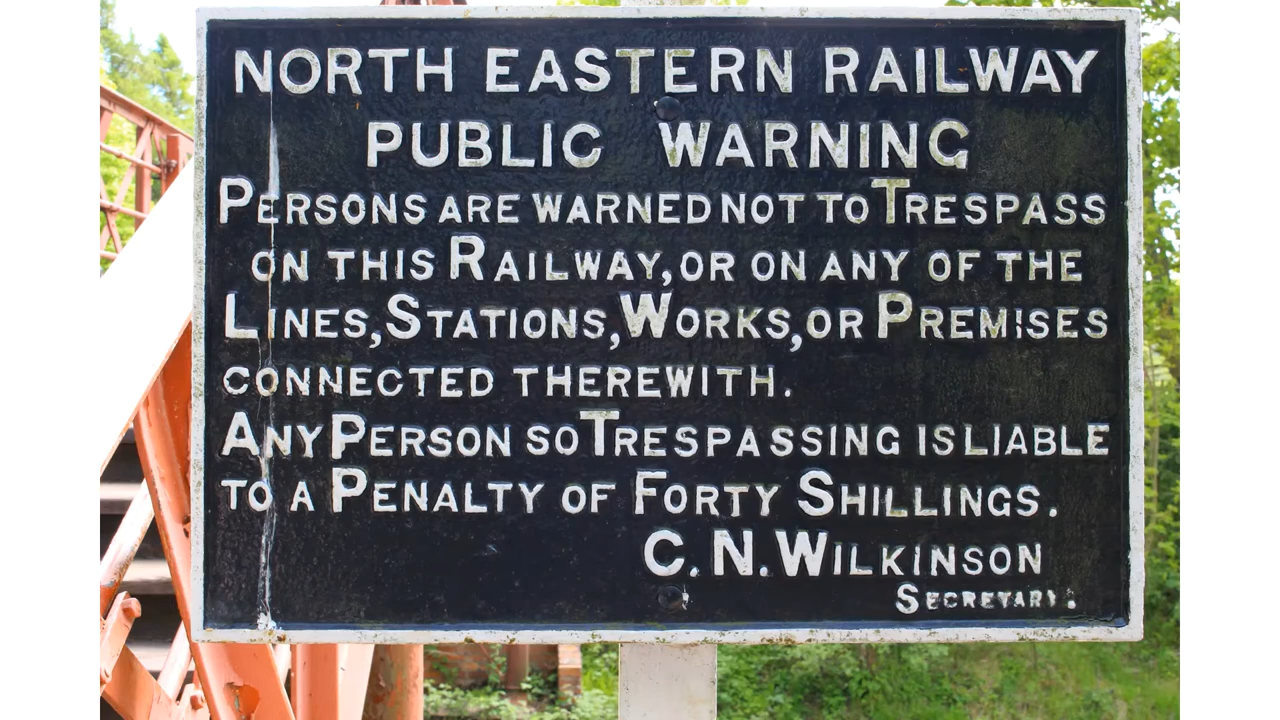 NORTH EASTERN RAILWAY
PUBLIC WARNING
PERSONS ARE WARNED NOT TO TRESPASS
ON THIS RAILWAY, OR ON ANY OF THE
LINES, STATIONS, WORKS, OR PREMISES
CONNECTED THEREWITH.
ANY PERSON SO TRESPASSING IS LIABLE
TO A PENALTY OF FORTY SHILLINGS.
C. N. WILKINSON
SECRETARY.